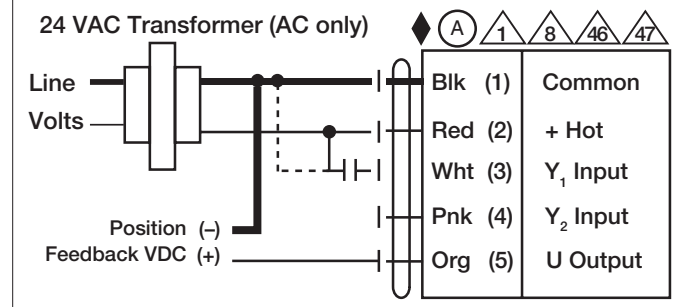 24 VAC Transformer (AC only)
A 1 8 46 47
Line
Volts
Blk (1) Common
Red (2) + Hot
Wht (3) Y₁ Input
Pnk (4) Y₂ Input
Org (5) U Output
Position (–)
Feedback VDC (+)